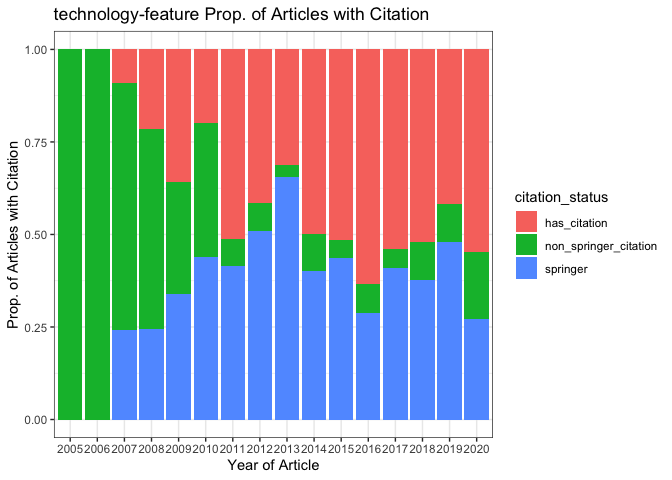 technology-feature Prop. of Articles with Citation
Prop. of Articles with Citation
1.00
0.75
0.50
0.25
0.00
2005 2006 2007 2008 2009 2010 2011 2012 2013 2014 2015 2016 2017 2018 2019 2020
Year of Article
citation_status
has_citation
non_springer_citation
springer